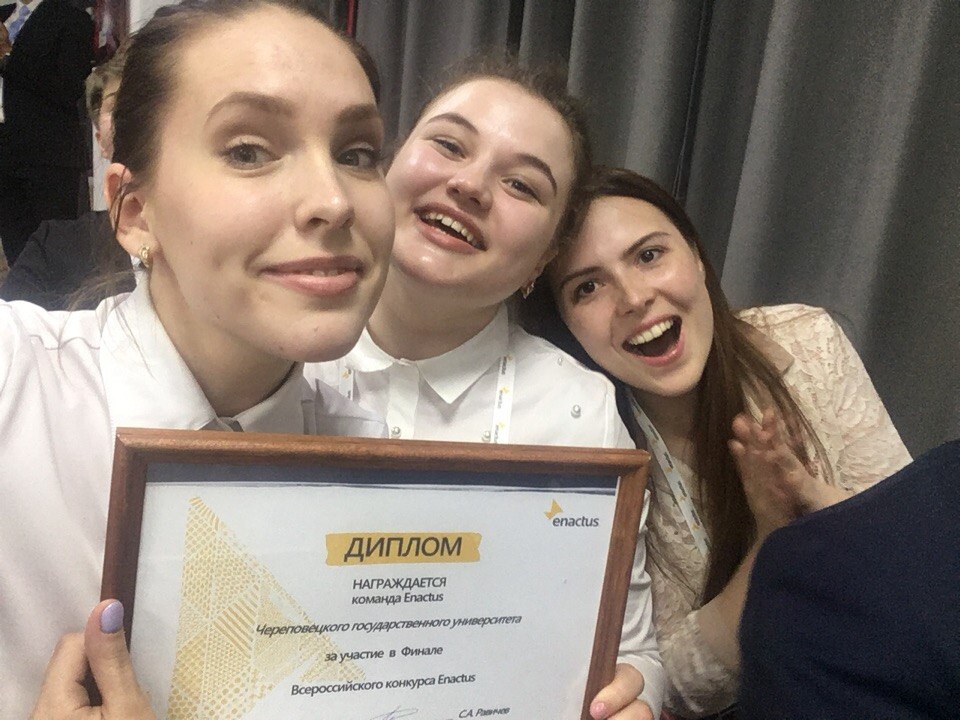 enactus
ДИПЛОМ
НАГРАЖДАЕТСЯ
команда Enactus
Череповецкого государственного университета
за участие в Финале
Всероссийского конкурса Enactus
С.А. Равичев